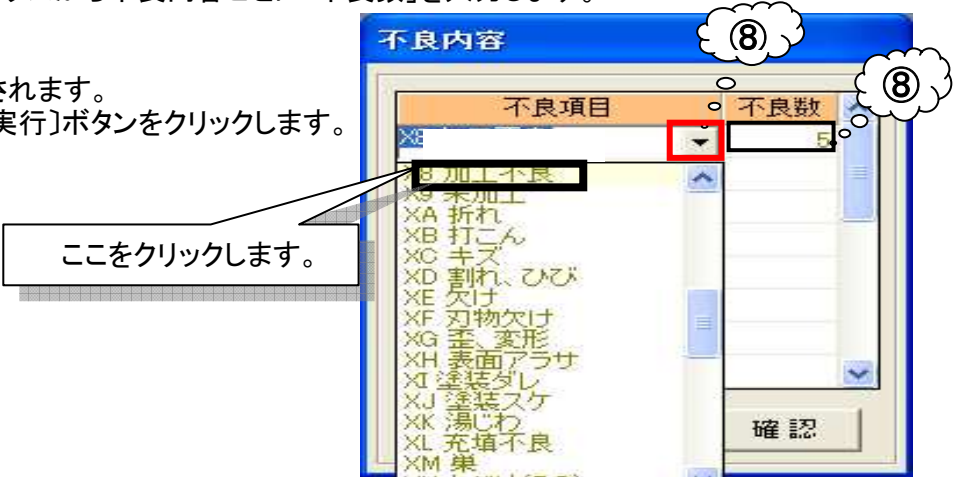 不良内容
⑧
⑧
されます。
実行〕ボタンをクリックします。
不良項目
不良数
X8
5
X8 加工不良
X9 未加工
XA 折れ
XB 打こん
XC キズ
XD 割れ、ひび
XE 欠け
XF 刃物欠け
XG 歪、変形
XH 表面アラサ
XI 塗装ダレ
XJ 塗装スケ
XK 湯じわ
XL 充填不良
XM 巣
ここをクリックします。
確認